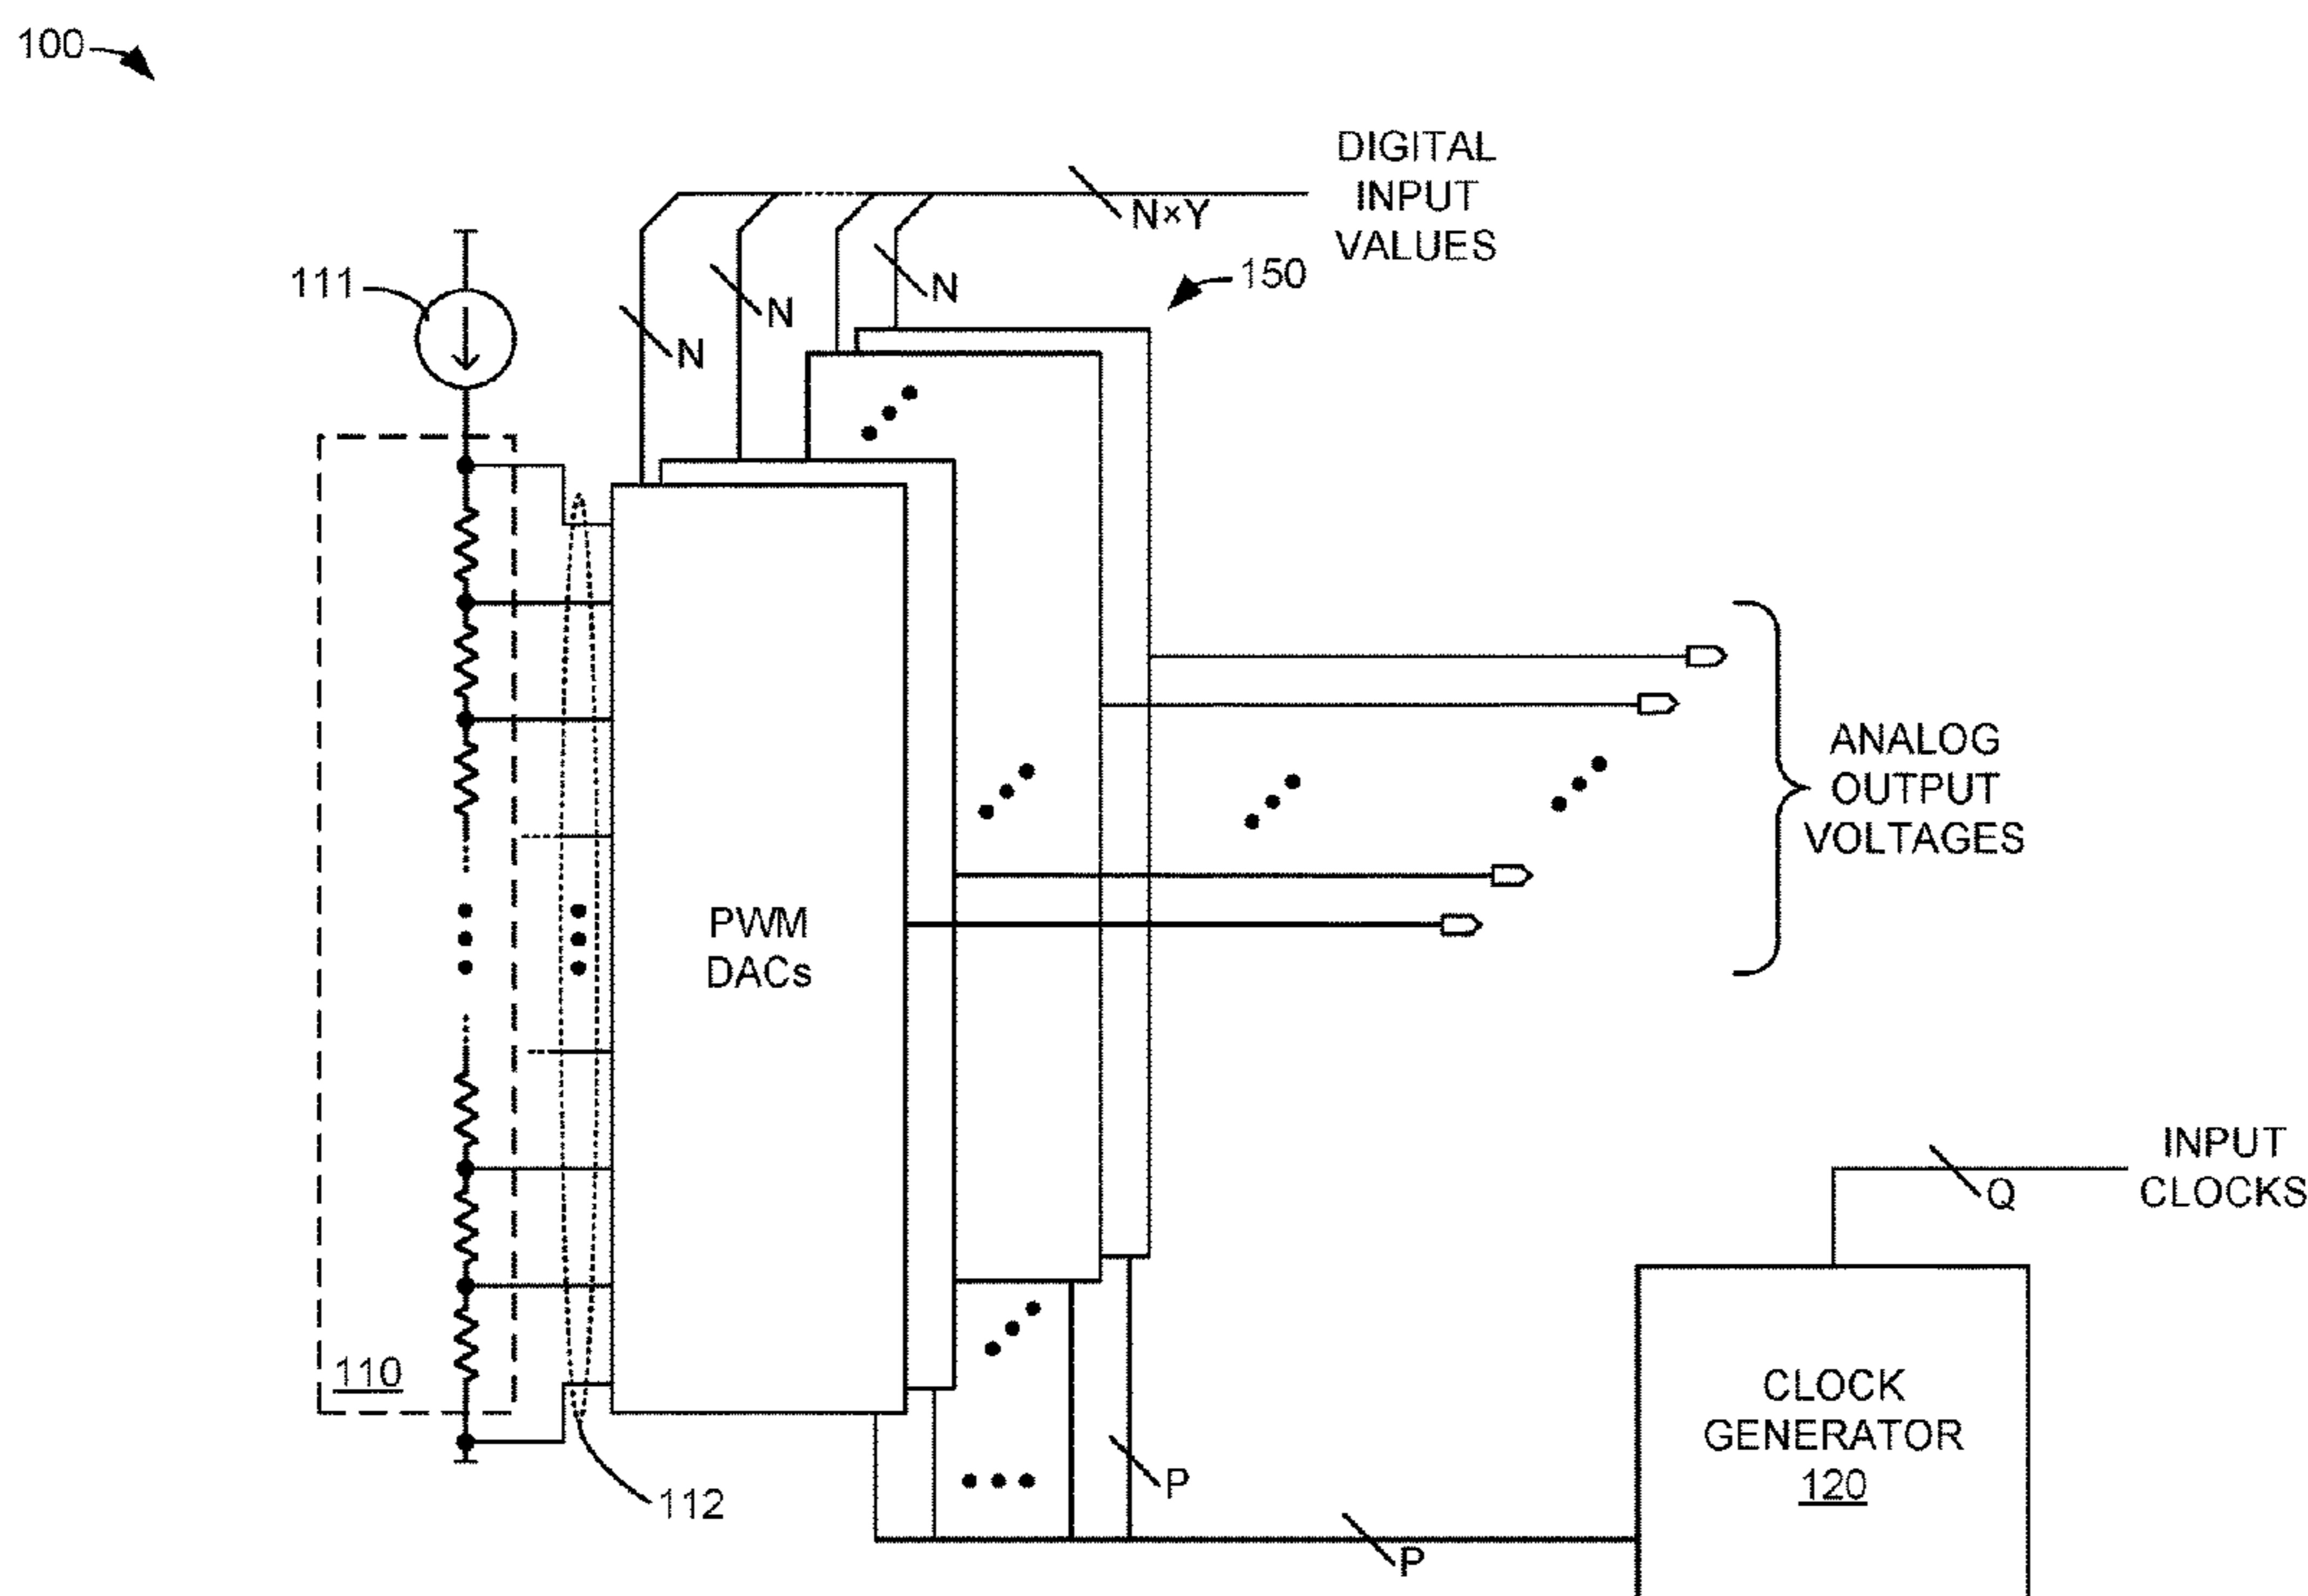 100
DIGITAL
INPUT
VALUES
N×Y
150
111
N
N
N
ANALOG
OUTPUT
VOLTAGES
PWM
DACs
INPUT
CLOCKS
Q
110
CLOCK
GENERATOR
120
112
P
P